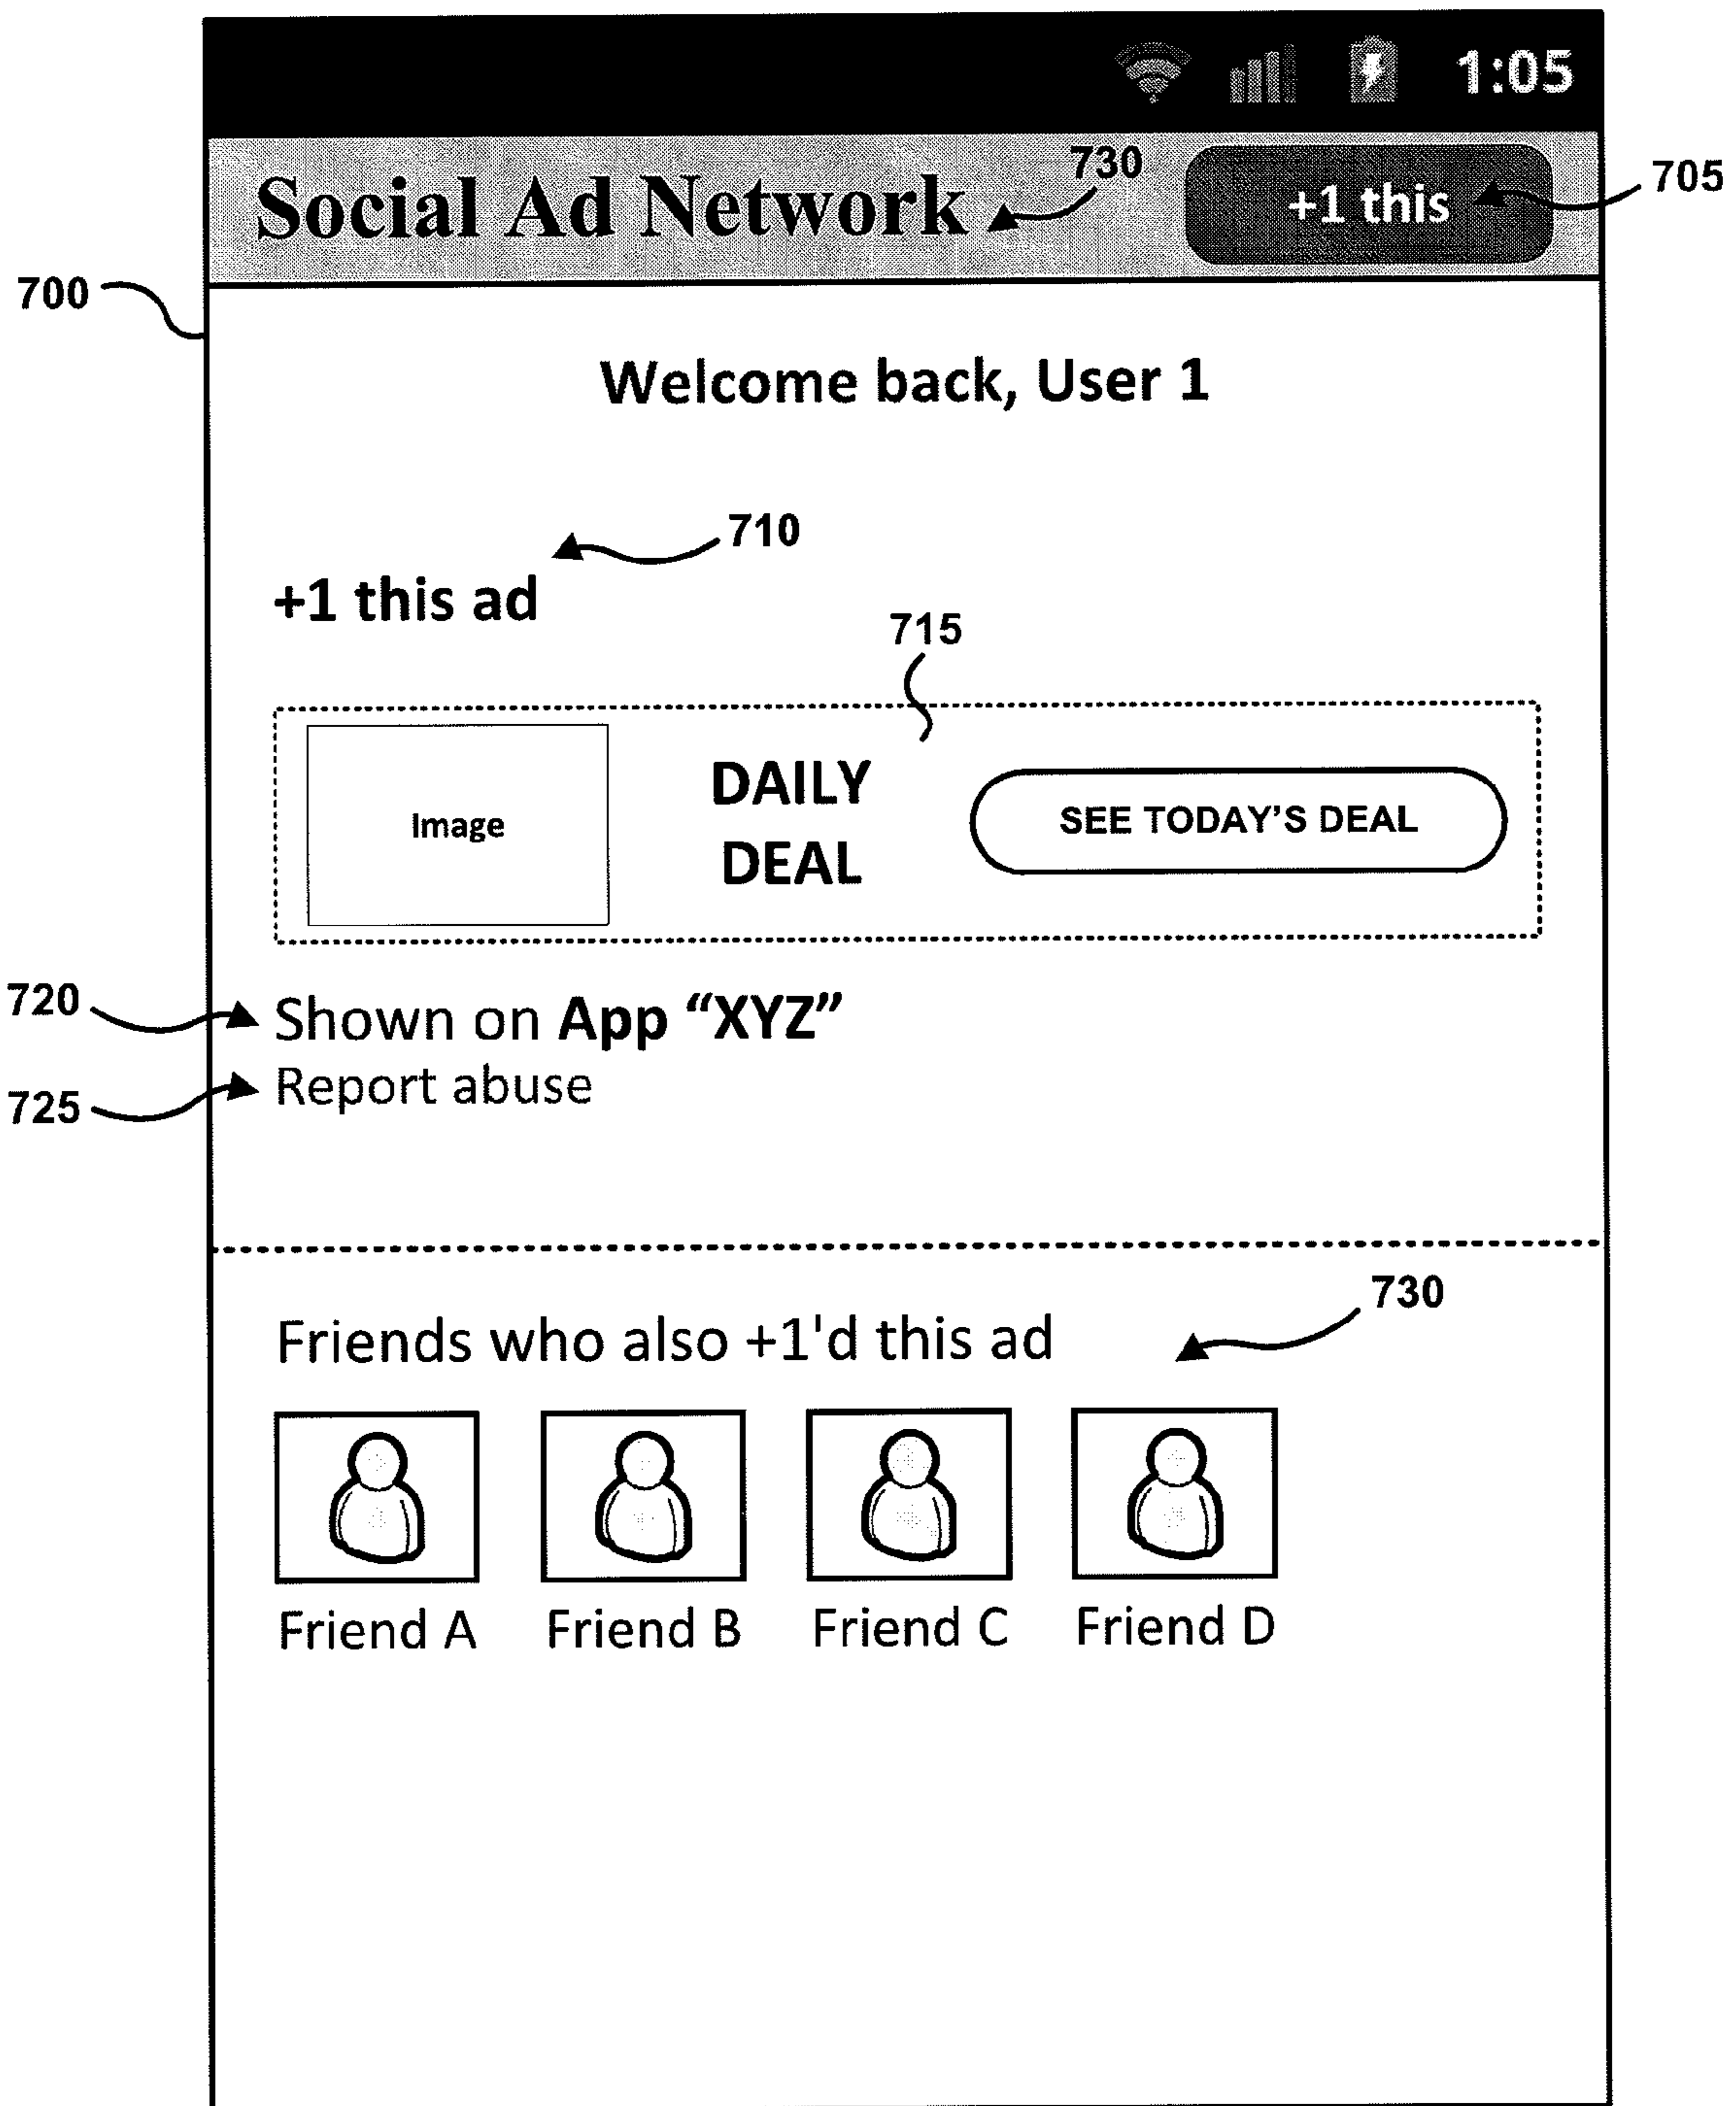 1:05
Social Ad Network
730
+1 this
705
700
Welcome back, User 1
710
+1 this ad
715
Image
DAILY
DEAL
SEE TODAY’S DEAL
720
Shown on App “XYZ”
725
Report abuse
730
Friends who also +1'd this ad
Friend A Friend B Friend C Friend D